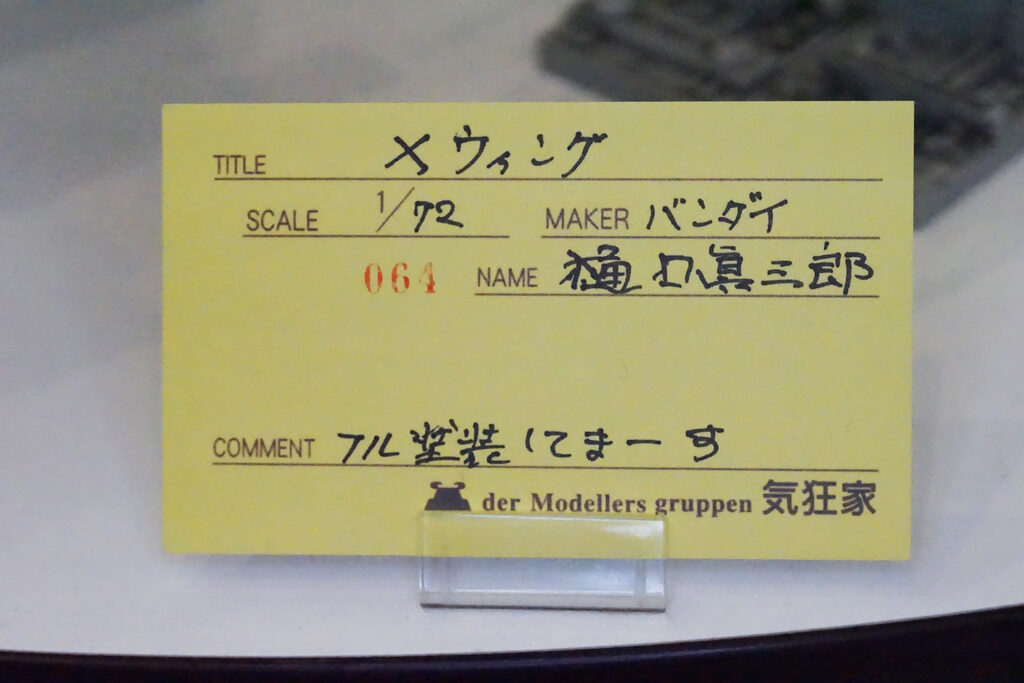 TITLE Xウィング
SCALE 1/72 MAKER バンダイ
064 NAME 樋口眞三郎
COMMENT フル塗装してまーす
der Modellers gruppen 気狂家